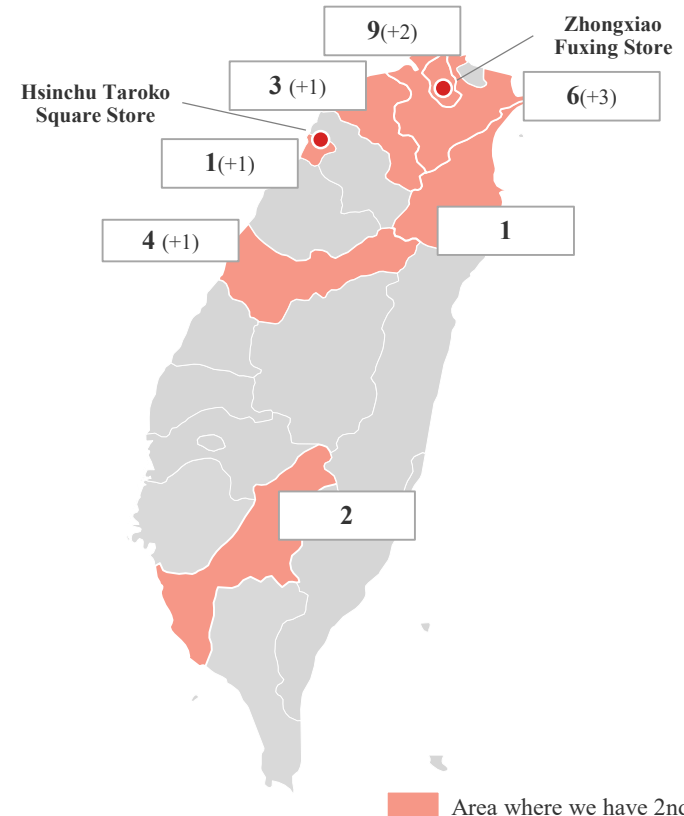 9(+2)
Zhongxiao
Fuxing Store
3 (+1)
6(+3)
Hsinchu Taroko
Square Store
1(+1)
4 (+1)
1
2
Area where we have 2nd